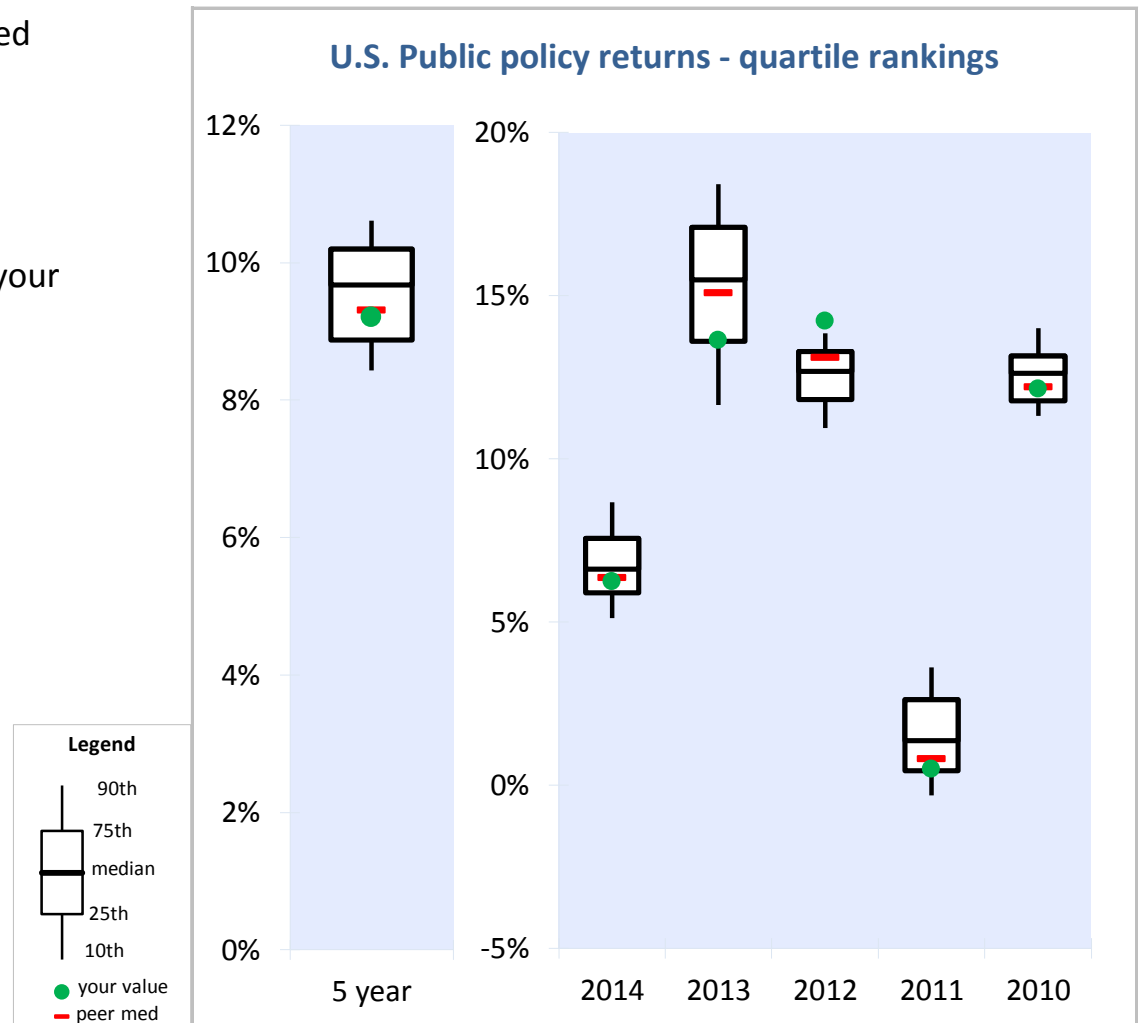 ed
your
U.S. Public policy returns - quartile rankings
12%
10%
8%
6%
4%
2%
0%
5 year
20%
15%
10%
5%
0%
-5%
2014 2013 2012 2011 2010
Legend
90th
75th
median
25th
10th
your value
peer med